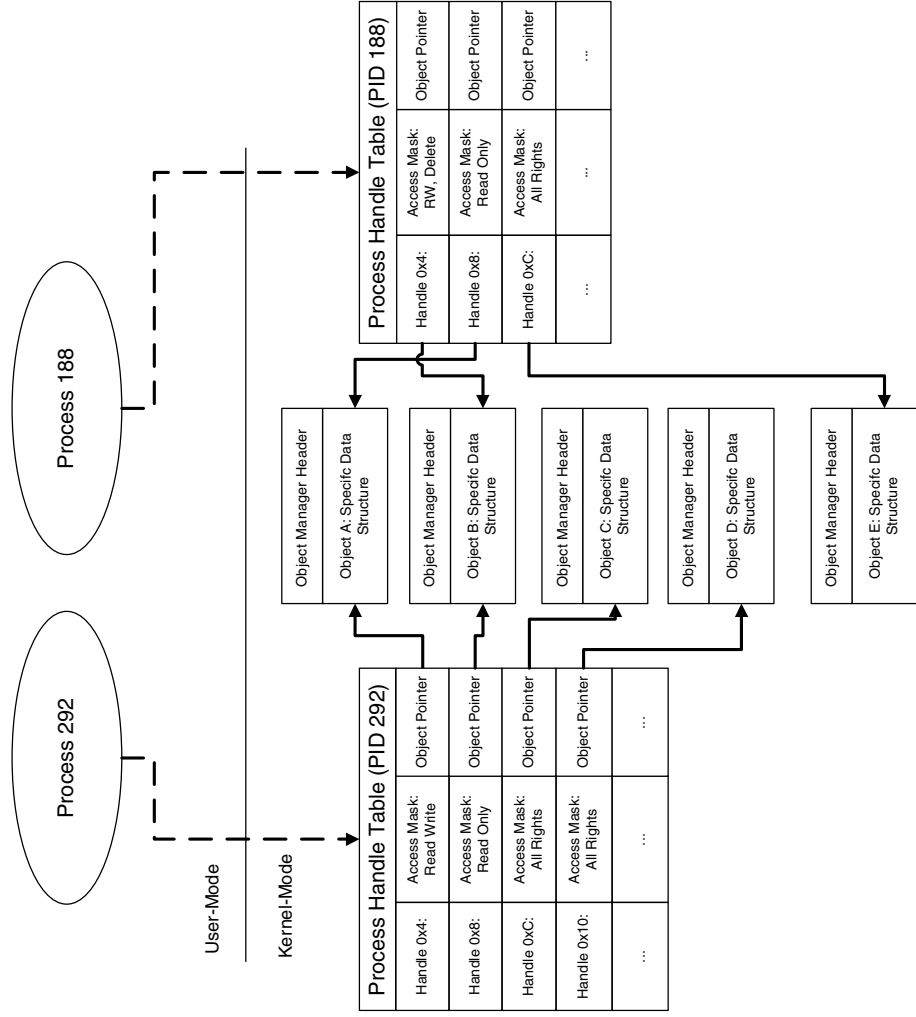 Process 292
Process 188
User-Mode
Kernel-Mode
Process Handle Table (PID 292)
Handle 0x4:
Access Mask:
Read Write
Object Pointer
Handle 0x8:
Access Mask:
Read Only
Object Pointer
Handle 0xC:
Access Mask:
All Rights
Object Pointer
Handle 0x10:
Access Mask:
All Rights
Object Pointer
...
...
...
Object Manager Header
Object A: Specifc Data
Structure
Object Manager Header
Object B: Specifc Data
Structure
Object Manager Header
Object C: Specifc Data
Structure
Object Manager Header
Object D: Specifc Data
Structure
Object Manager Header
Object E: Specifc Data
Structure
Process Handle Table (PID 188)
Handle 0x4:
Access Mask:
RW, Delete
Object Pointer
Handle 0x8:
Access Mask:
Read Only
Object Pointer
Handle 0xC:
Access Mask:
All Rights
Object Pointer
...
...
...